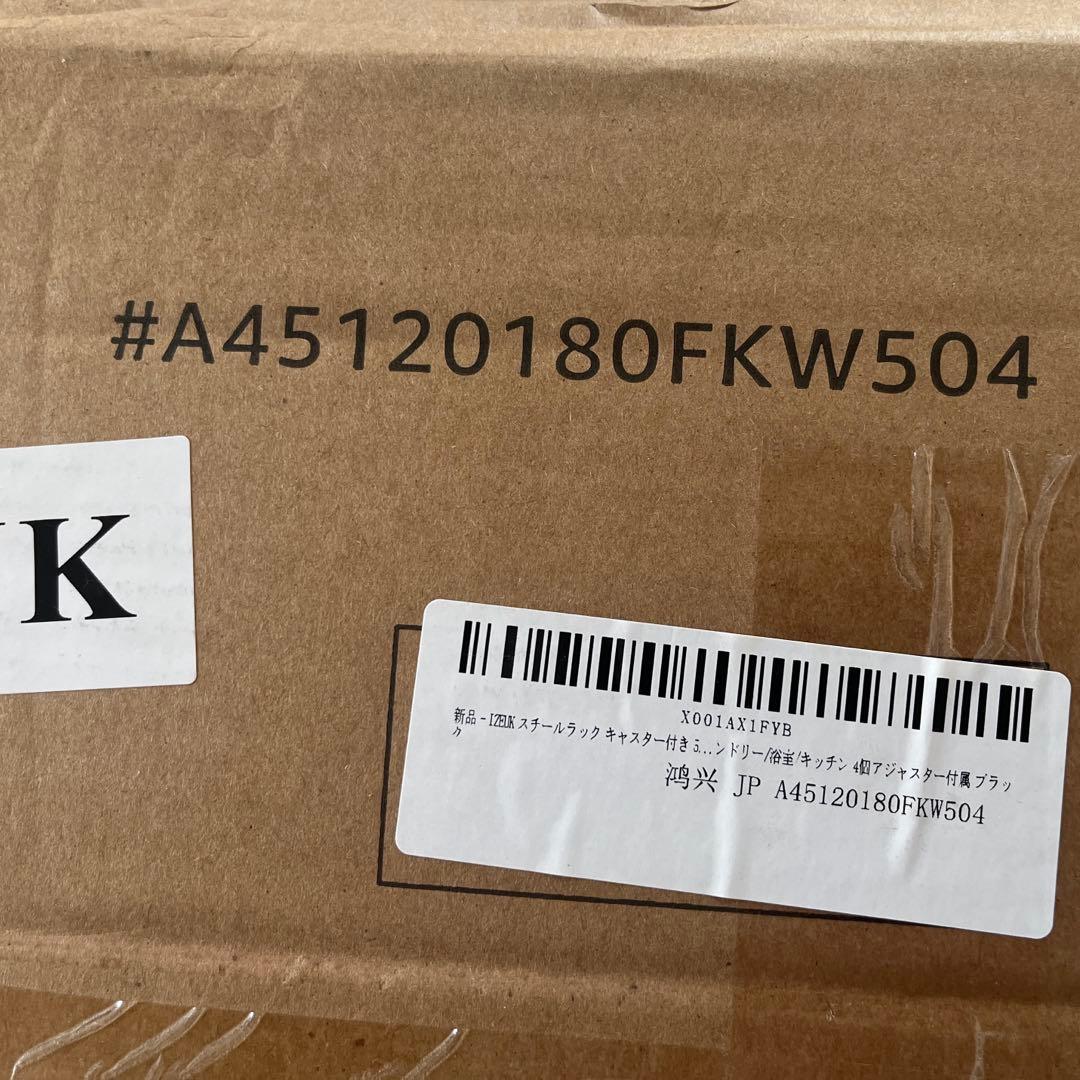 #A45120180FKW504
K
X001AX1FYB
新品 - IZEUK スチールラック キャスター付き 5...ンドリー/浴室/キッチン 4個アジャスター付属 ブラッ
ク
鸿兴 JP A45120180FKW504